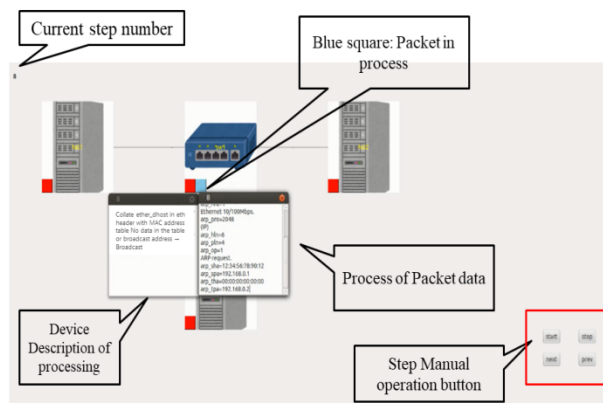 Current step number
Blue square: Packet in
process
8
Collate ether_dhost in eth
header with MAC address
table No data in the table
or broadcast address —
Broadcast
Ethernet 10/100Mbps.
arp_pro=2048
(IP)
arp_hln=6
arp_pln=4
arp_op=1
ARP request.
arp_sha=12:34:56:78:90:12
arp_spa=192.168.0.1
arp_tha=00:00:00:00:00:00
arp_tpa=192.168.0.2
Process of Packet data
Device
Description of
processing
Step Manual
operation button
start stop
next prev